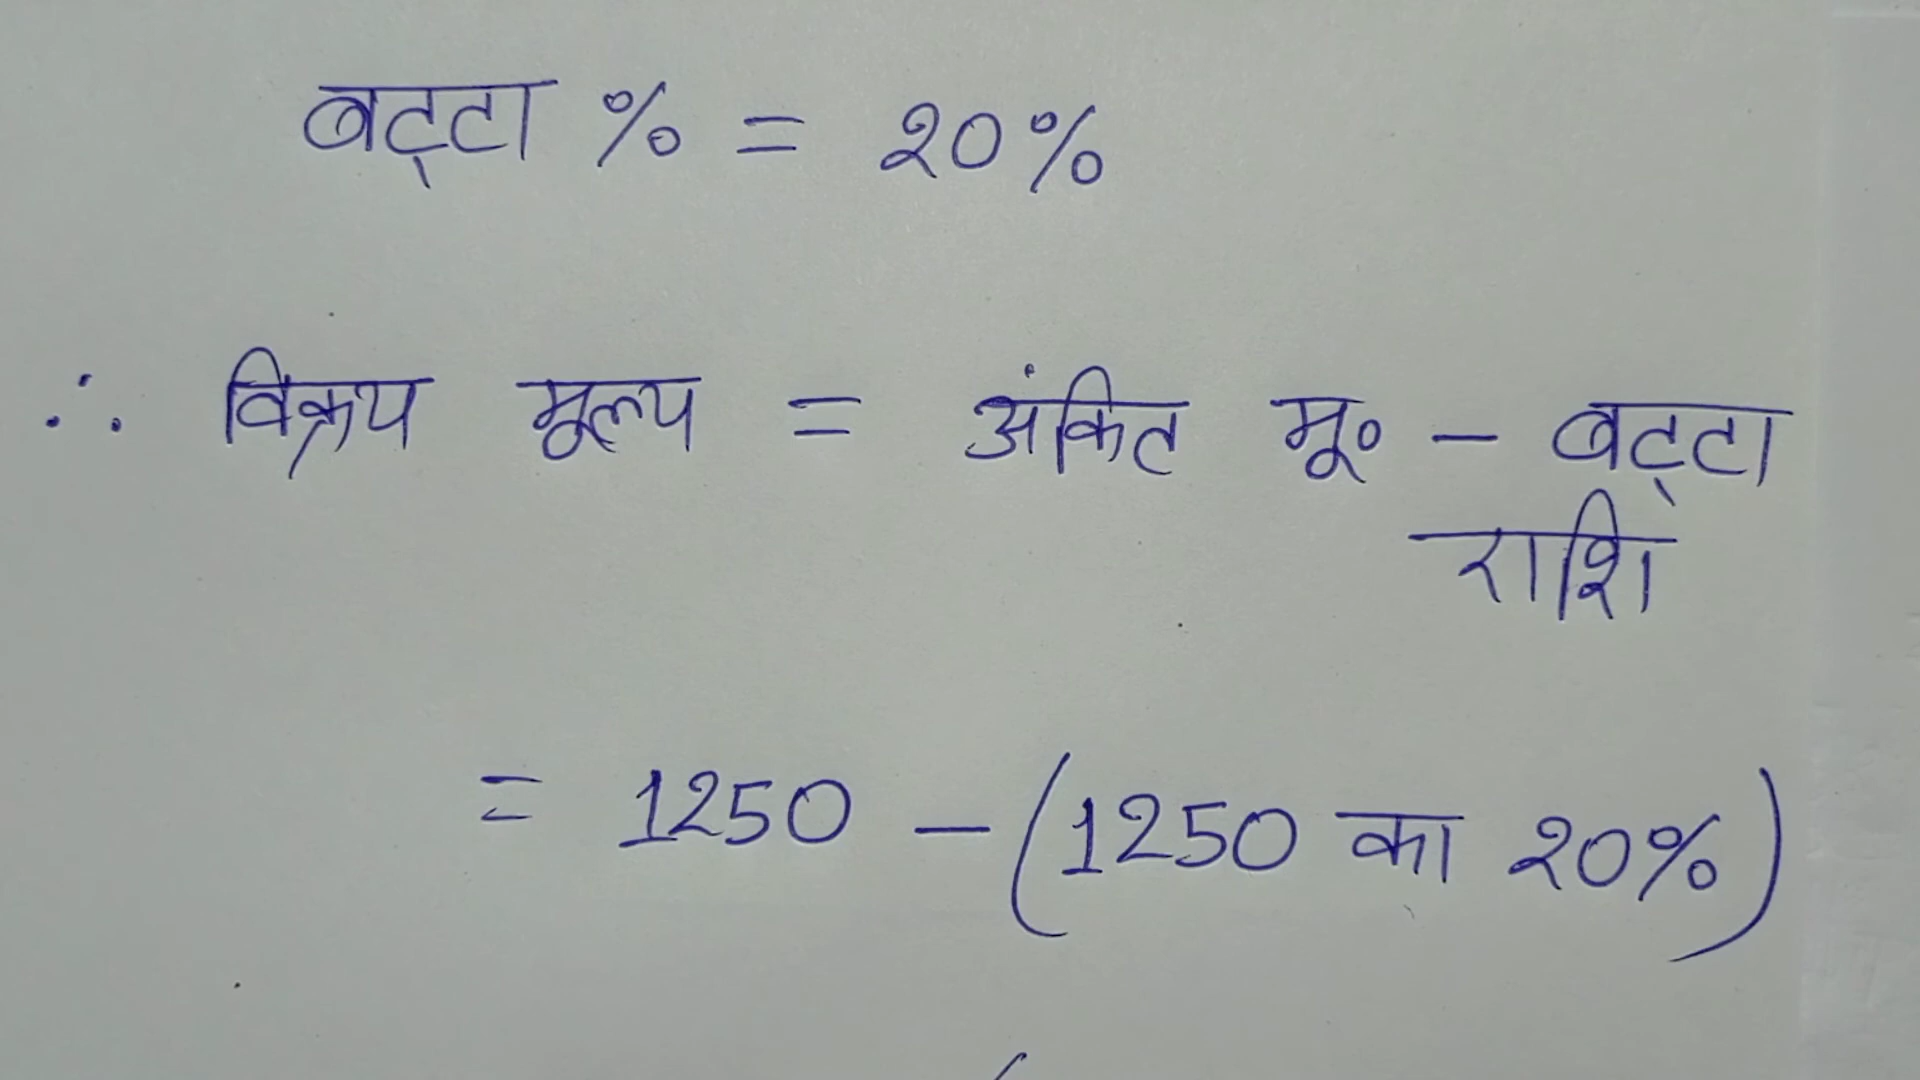 बट्टा % = 20%
∴ विक्रय मूल्य = अंकित मू० – बट्टा
राशि
= 1250 – (1250 का 20%)